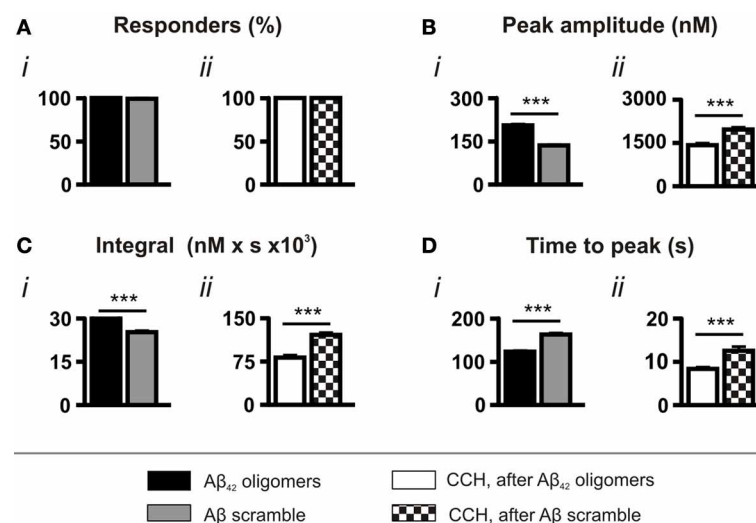 A Responders (%)
i
ii
100
50
0
100
50
0
B Peak amplitude (nM)
i
ii
300
150
0
***
3000
1500
0
***
C Integral (nM x s x10³)
i
ii
30
15
0
***
150
75
0
***
D Time to peak (s)
i
ii
200
100
0
***
20
10
0
***
Aβ₄₂ oligomers
CCH, after Aβ₄₂ oligomers
Aβ scramble
CCH, after Aβ scramble